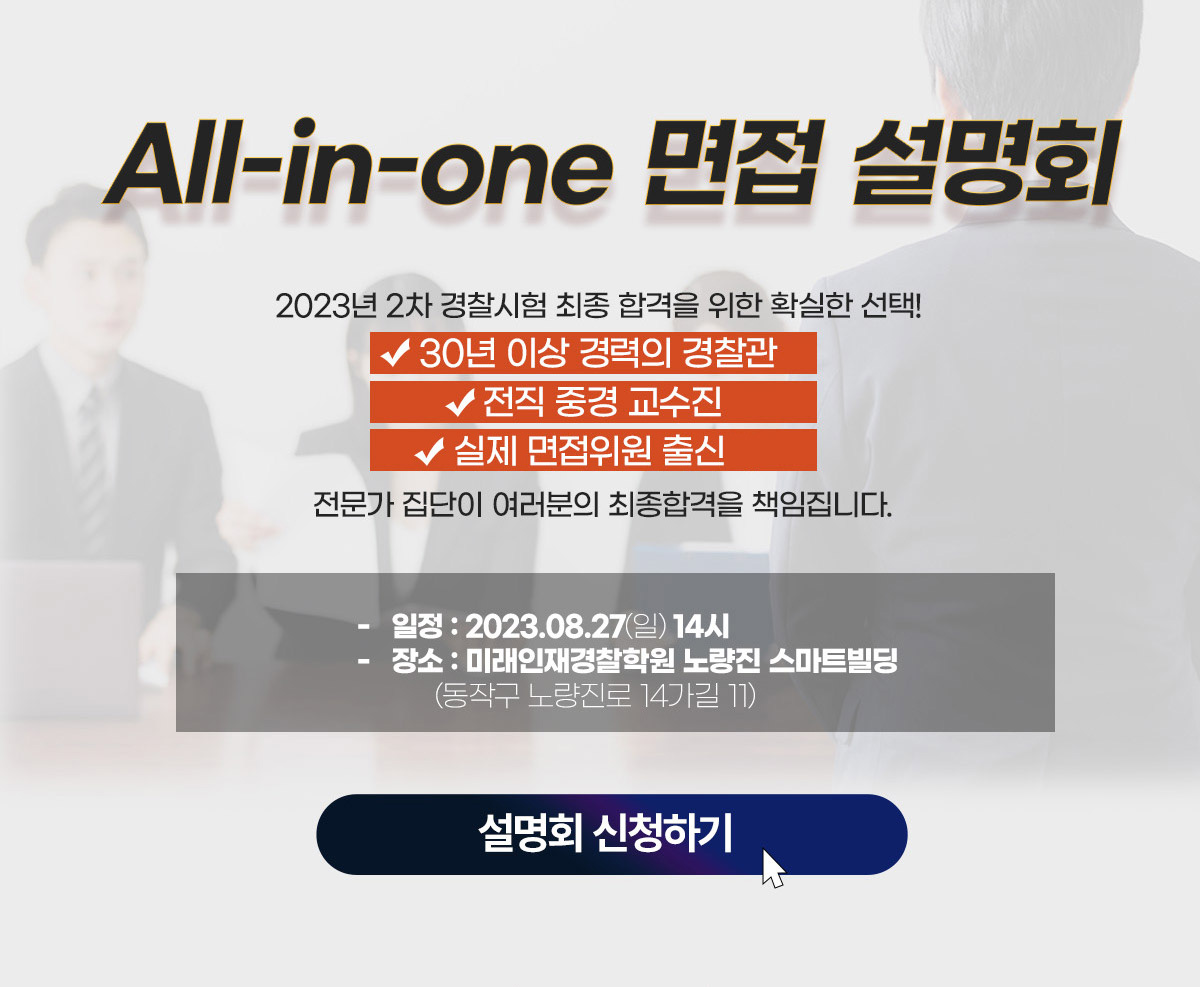 All-in-one 면접 설명회
2023년 2차 경찰시험 최종 합격을 위한 확실한 선택!
✔ 30년 이상 경력의 경찰관
✔ 전직 중경 교수진
✔ 실제 면접위원 출신
전문가 집단이 여러분의 최종합격을 책임집니다.
- 일정 : 2023.08.27(일) 14시
- 장소 : 미래인재경찰학원 노량진 스마트빌딩
(동작구 노량진로 14가길 11)
설명회 신청하기